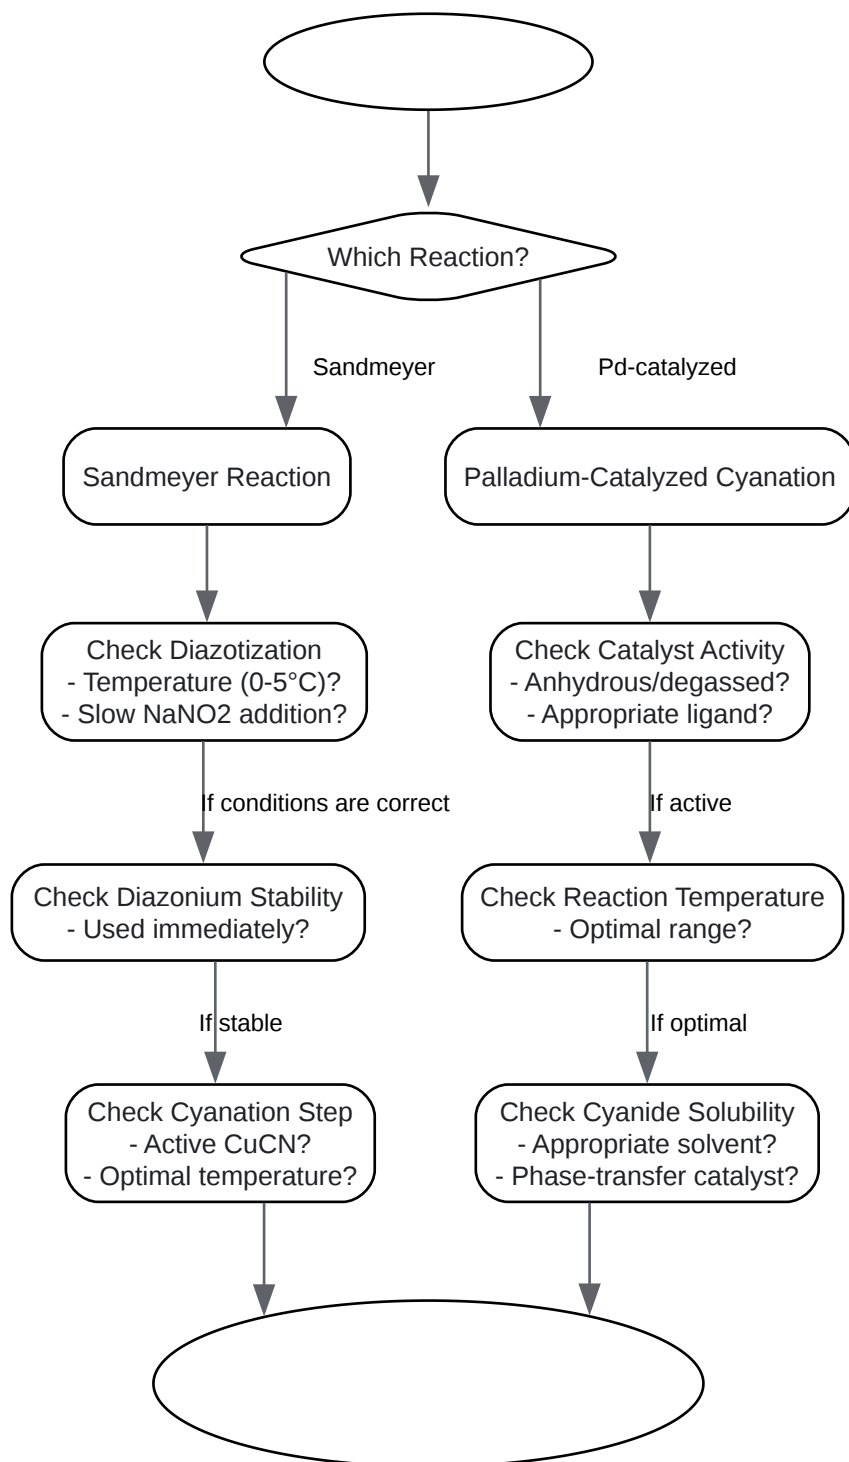 Which Reaction?
Sandmeyer
Pd-catalyzed
Sandmeyer Reaction
Palladium-Catalyzed Cyanation
Check Diazotization
- Temperature (0-5°C)?
- Slow NaNO2 addition?
Check Catalyst Activity
- Anhydrous/degassed?
- Appropriate ligand?
If conditions are correct
If active
Check Diazonium Stability
- Used immediately?
Check Reaction Temperature
- Optimal range?
If stable
If optimal
Check Cyanation Step
- Active CuCN?
- Optimal temperature?
Check Cyanide Solubility
- Appropriate solvent?
- Phase-transfer catalyst?